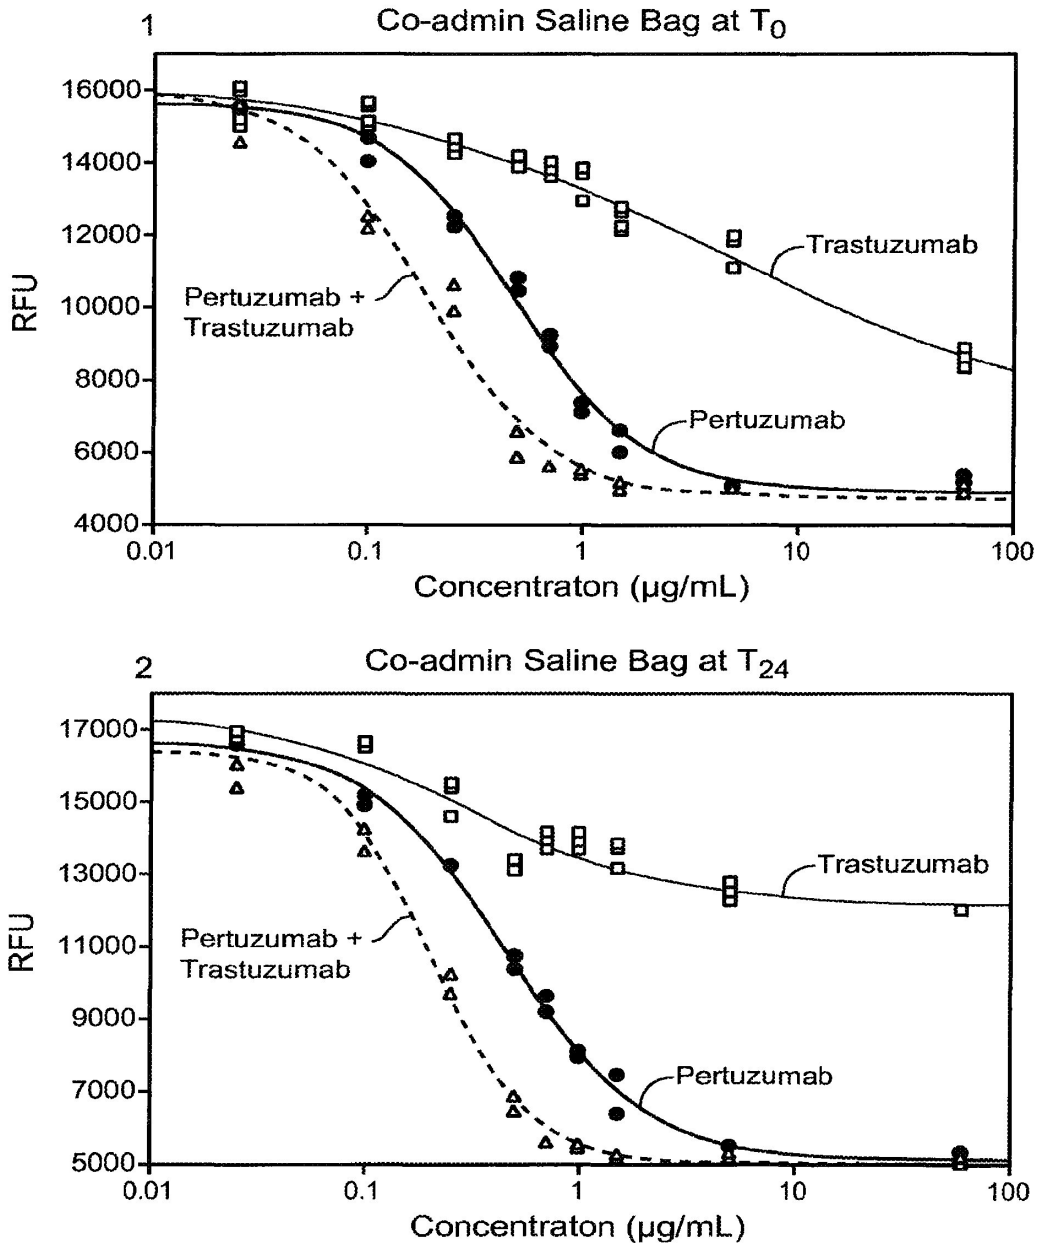 1
Co-admin Saline Bag at T0
16000
14000
12000
10000
8000
6000
4000
RFU
Trastuzumab
Pertuzumab +
Trastuzumab
Pertuzumab
0.01 0.1 1 10 100
Concentraton (µg/mL)
2
Co-admin Saline Bag at T24
17000
15000
13000
11000
9000
7000
5000
RFU
Trastuzumab
Pertuzumab +
Trastuzumab
Pertuzumab
0.01 0.1 1 10 100
Concentraton (µg/mL)